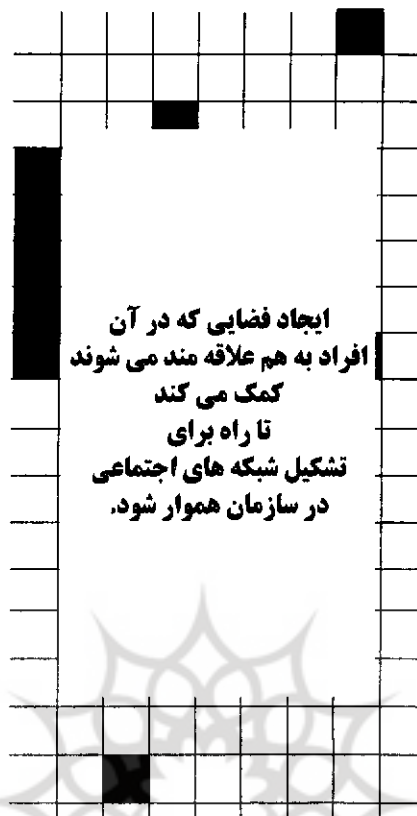 ایجاد فضایی که در آن
افراد به هم علاقه مند می شوند
کمک می کند
تا راه برای
تشکیل شبکه های اجتماعی
در سازمان هموار شود.